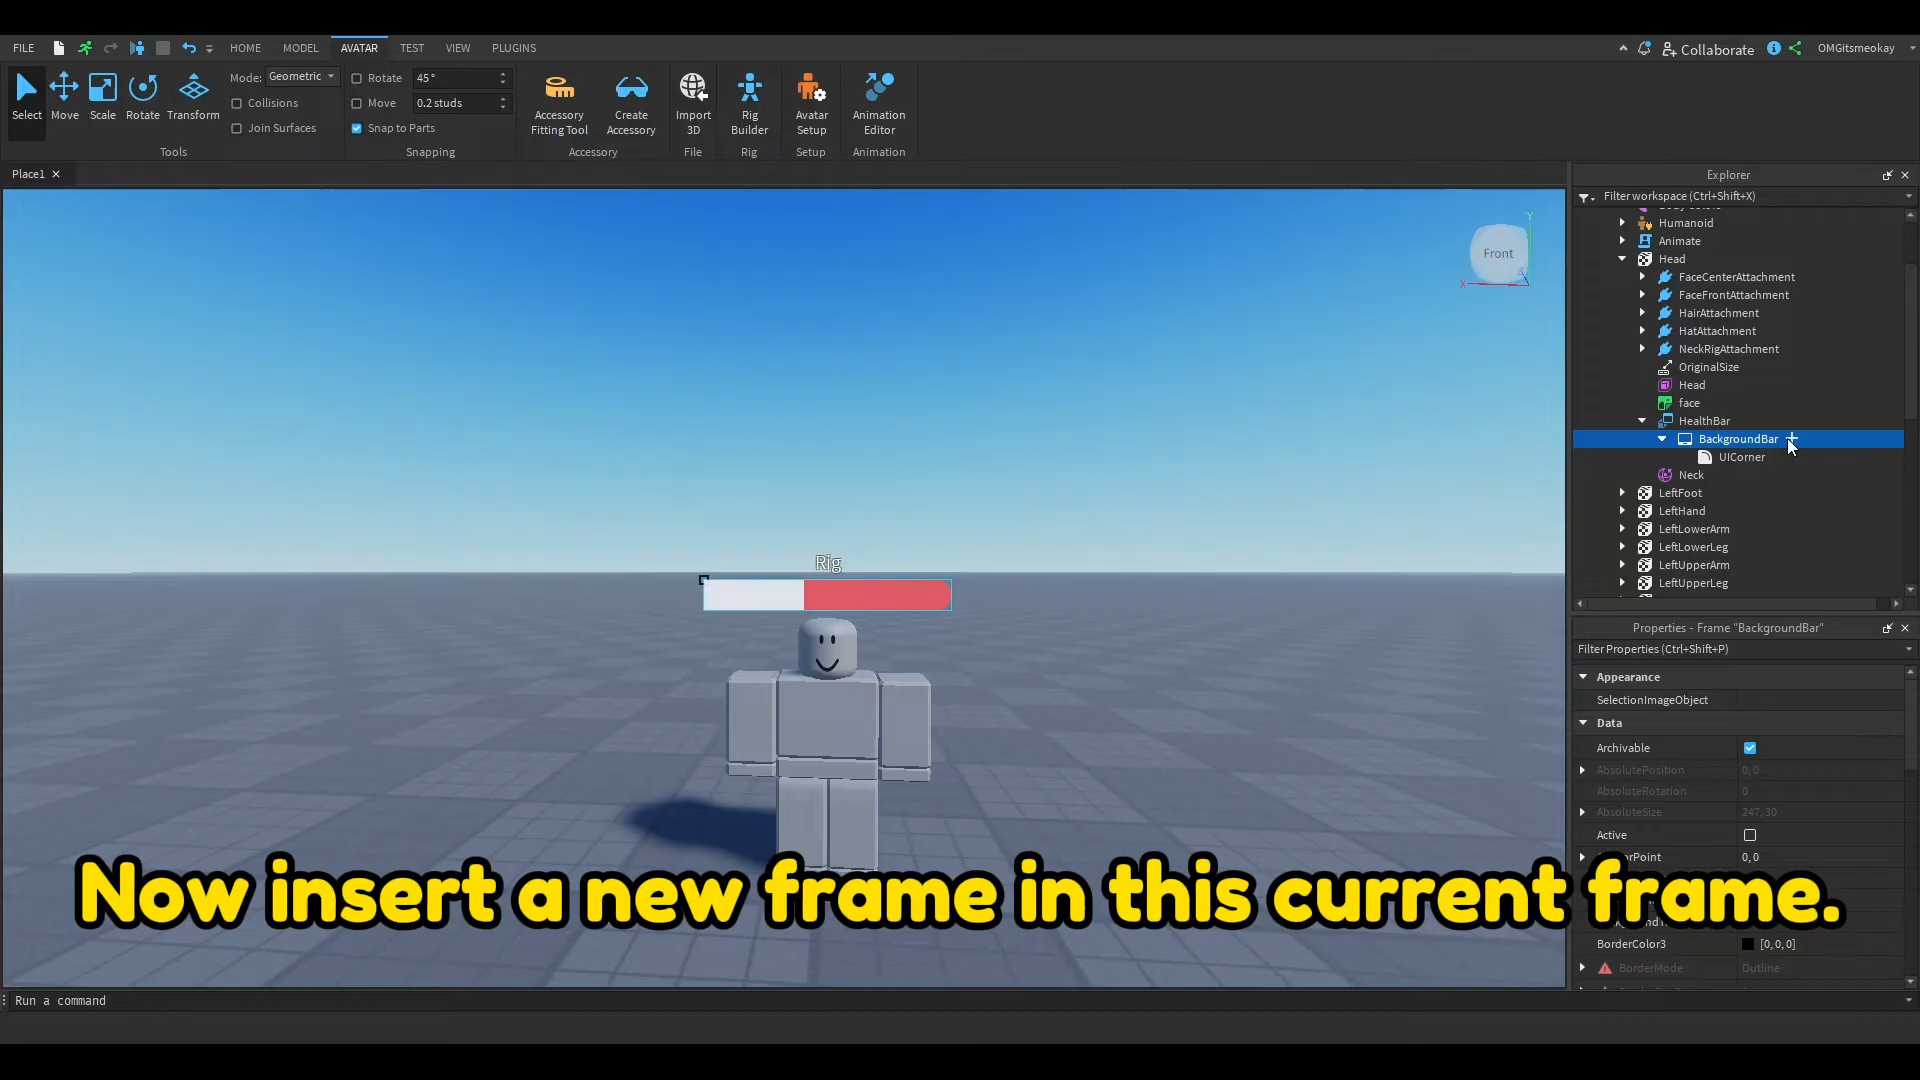 FILE
HOME
MODEL
AVATAR
TEST
VIEW
PLUGINS
Collaborate
OMGitsmeokay
Select
Move
Scale
Rotate
Transform
Mode: Geometric
Collisions
Join Surfaces
Tools
Rotate 45°
Move 0.2 studs
Snap to Parts
Snapping
Accessory
Fitting Tool
Create
Accessory
Accessory
Import
3D
File
Rig
Builder
Rig
Avatar
Setup
Setup
Animation
Editor
Animation
Place1
Front
Y
X
Rig
Explorer
Filter workspace (Ctrl+Shift+X)
Humanoid
Animate
Head
FaceCenterAttachment
FaceFrontAttachment
HairAttachment
HatAttachment
NeckRigAttachment
OriginalSize
Head
face
HealthBar
BackgroundBar
UICorner
Neck
LeftFoot
LeftHand
LeftLowerArm
LeftLowerLeg
LeftUpperArm
LeftUpperLeg
Properties - Frame "BackgroundBar"
Filter Properties (Ctrl+Shift+P)
Appearance
SelectionImageObject
Data
Archivable
AbsolutePosition 0, 0
AbsoluteRotation 0
AbsoluteSize 247, 30
Active
0, 0
BorderColor3 [0, 0, 0]
BorderMode Outline
Now insert a new frame in this current frame.
Run a command